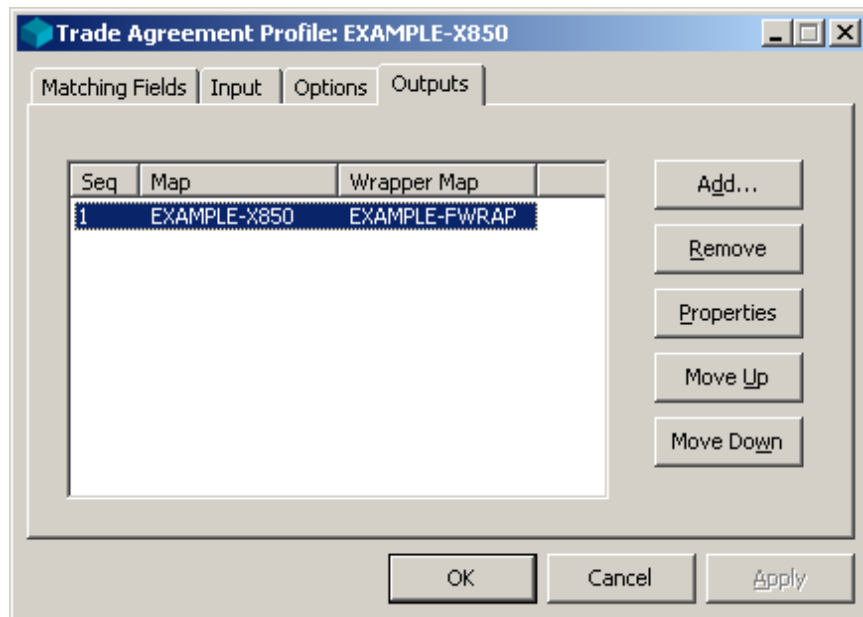 Trade Agreement Profile: EXAMPLE-X850
Matching Fields Input Options Outputs
Seq Map Wrapper Map
1 EXAMPLE-X850 EXAMPLE-FWRAP
Add...
Remove
Properties
Move Up
Move Down
OK Cancel Apply